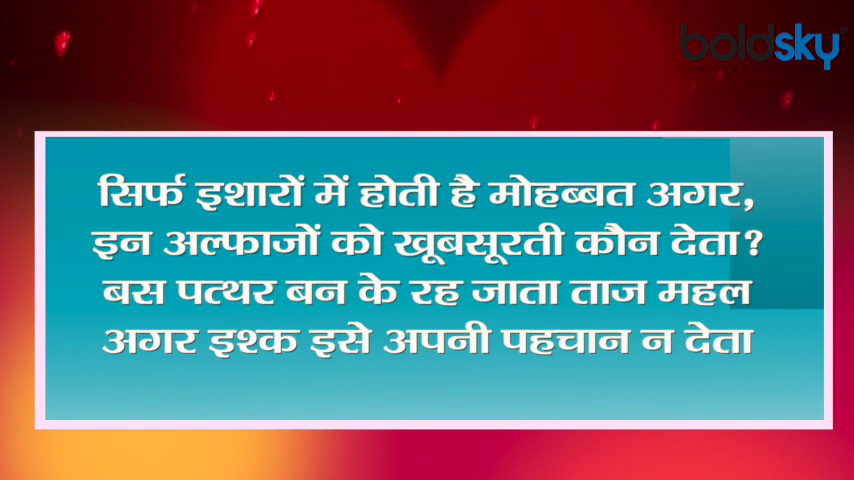 boldsky
सिर्फ इशारों में होती है मोहब्बत अगर,
इन अल्फाजों को खूबसूरती कौन देता?
बस पत्थर बन के रह जाता ताज महल
अगर इश्क इसे अपनी पहचान न देता